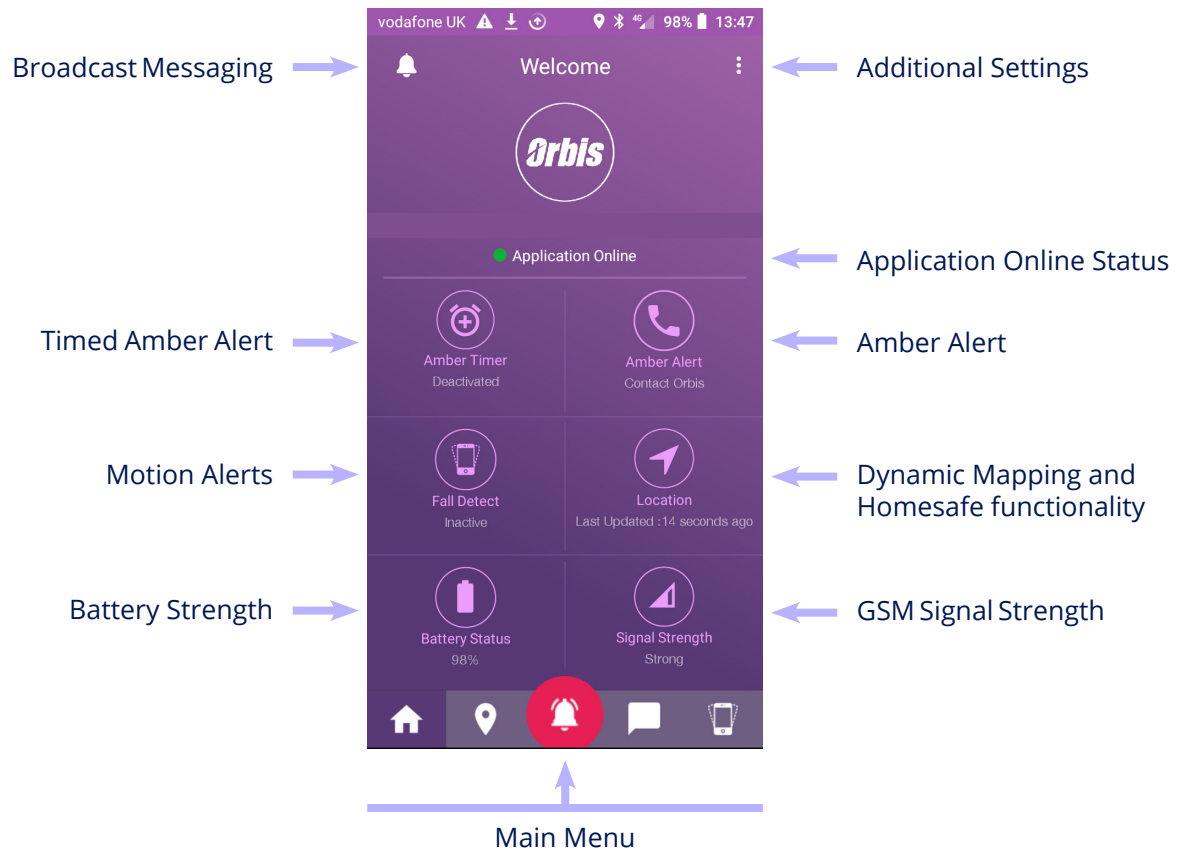 vodafone UK 4G 98% 13:47
Broadcast Messaging
Welcome
Additional Settings
Orbis
Application Online
Application Online Status
Timed Amber Alert
Amber Timer
Deactivated
Amber Alert
Contact Orbis
Amber Alert
Motion Alerts
Fall Detect
Inactive
Location
Last Updated :14 seconds ago
Dynamic Mapping and
Homesafe functionality
Battery Strength
Battery Status
98%
Signal Strength
Strong
GSM Signal Strength
Main Menu